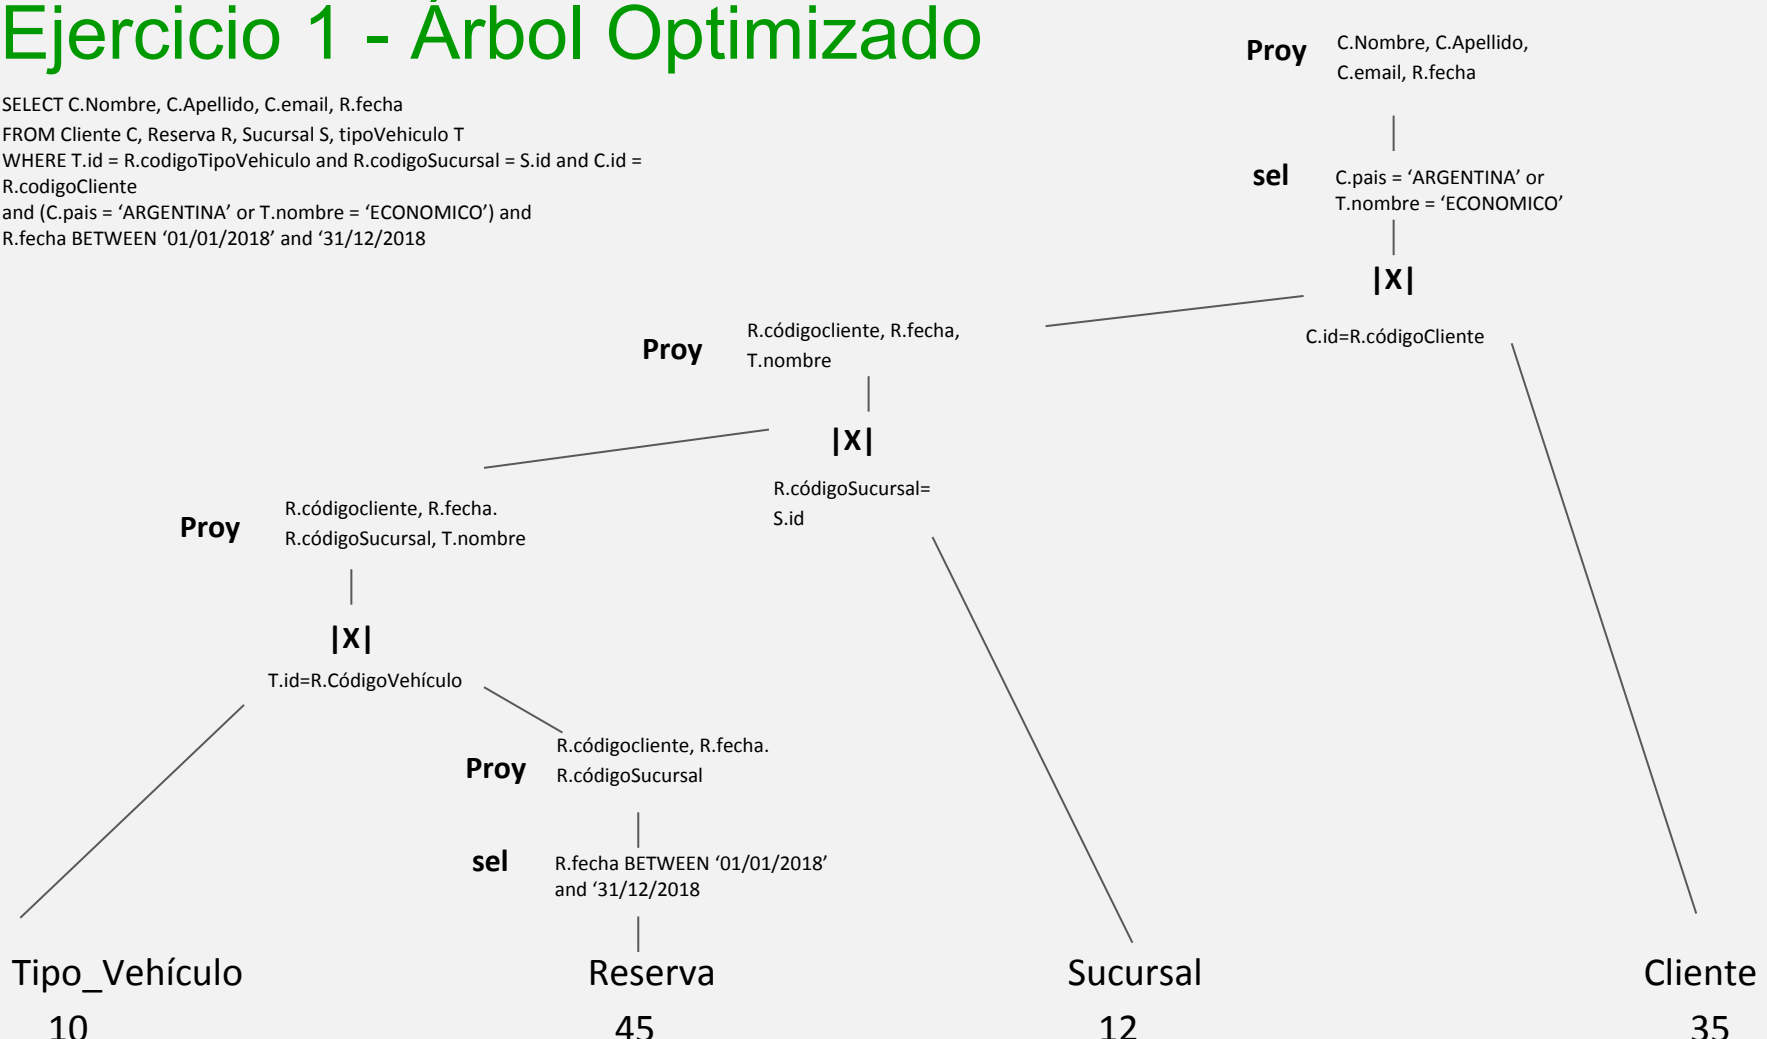 Ejercicio 1 - Árbol Optimizado
SELECT C.Nombre, C.Apellido, C.email, R.fecha
FROM Cliente C, Reserva R, Sucursal S, tipoVehiculo T
WHERE T.id = R.codigoTipoVehiculo and R.codigoSucursal = S.id and C.id =
R.codigoCliente
and (C.pais = ‘ARGENTINA’ or T.nombre = ‘ECONOMICO’) and
R.fecha BETWEEN ‘01/01/2018’ and ‘31/12/2018
Proy
C.Nombre, C.Apellido,
C.email, R.fecha
sel
C.pais = ‘ARGENTINA’ or
T.nombre = ‘ECONOMICO’
|X|
C.id=R.códigoCliente
Proy
R.códigocliente, R.fecha,
T.nombre
|X|
R.códigoSucursal=
S.id
Proy
R.códigocliente, R.fecha.
R.códigoSucursal, T.nombre
|X|
T.id=R.CódigoVehículo
Proy
R.códigocliente, R.fecha.
R.códigoSucursal
sel
R.fecha BETWEEN ‘01/01/2018’
and ‘31/12/2018
Tipo_Vehículo
Reserva
Sucursal
Cliente
10
45
12
35